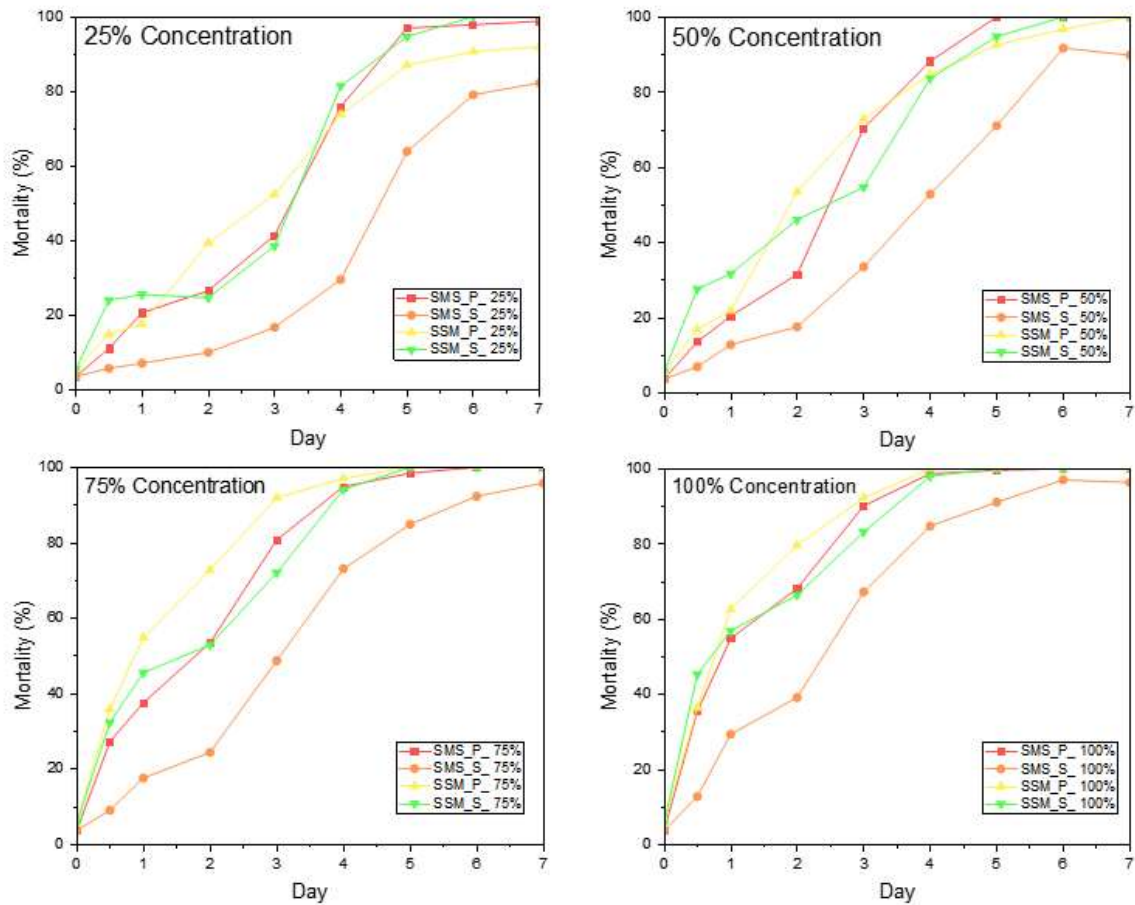 25% Concentration
100
80
60
40
20
0
Mortality (%)
SMS_P_ 25%
SMS_S_ 25%
SSM_P_ 25%
SSM_S_ 25%
0 1 2 3 4 5 6 7
Day
50% Concentration
100
80
60
40
20
0
Mortality (%)
SMS_P_ 50%
SMS_S_ 50%
SSM_P_ 50%
SSM_S_ 50%
0 1 2 3 4 5 6 7
Day
75% Concentration
100
80
60
40
20
0
Mortality (%)
SMS_P_ 75%
SMS_S_ 75%
SSM_P_ 75%
SSM_S_ 75%
0 1 2 3 4 5 6 7
Day
100% Concentration
100
80
60
40
20
0
Mortality (%)
SMS_P_ 100%
SMS_S_ 100%
SSM_P_ 100%
SSM_S_ 100%
0 1 2 3 4 5 6 7
Day